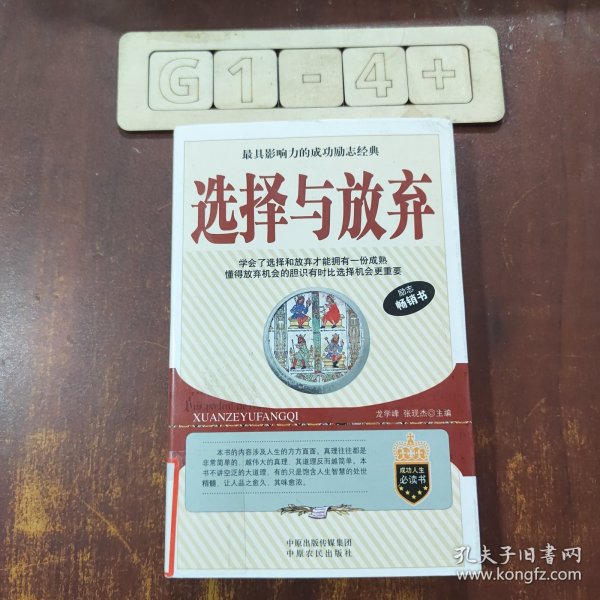 G1-4+
最具影响力的成功励志经典
选择与放弃
学会了选择和放弃才能拥有一份成熟
懂得放弃机会的胆识有时比选择机会更重要
励志
畅销书
XUANZEYUFANGQI
龙学峰 张现杰◎主编
本书的内容涉及人生的方方面面，真理往往都是
非常简单的，越伟大的真理，其道理反而越简单，本
书不讲空泛的大道理，有的只是饱含人生智慧的处世
精髓，让人品之愈久，其味愈浓。
成功人生
必读书
中原出版传媒集团
中原农民出版社
孔夫子旧书网
www.kongfz.com